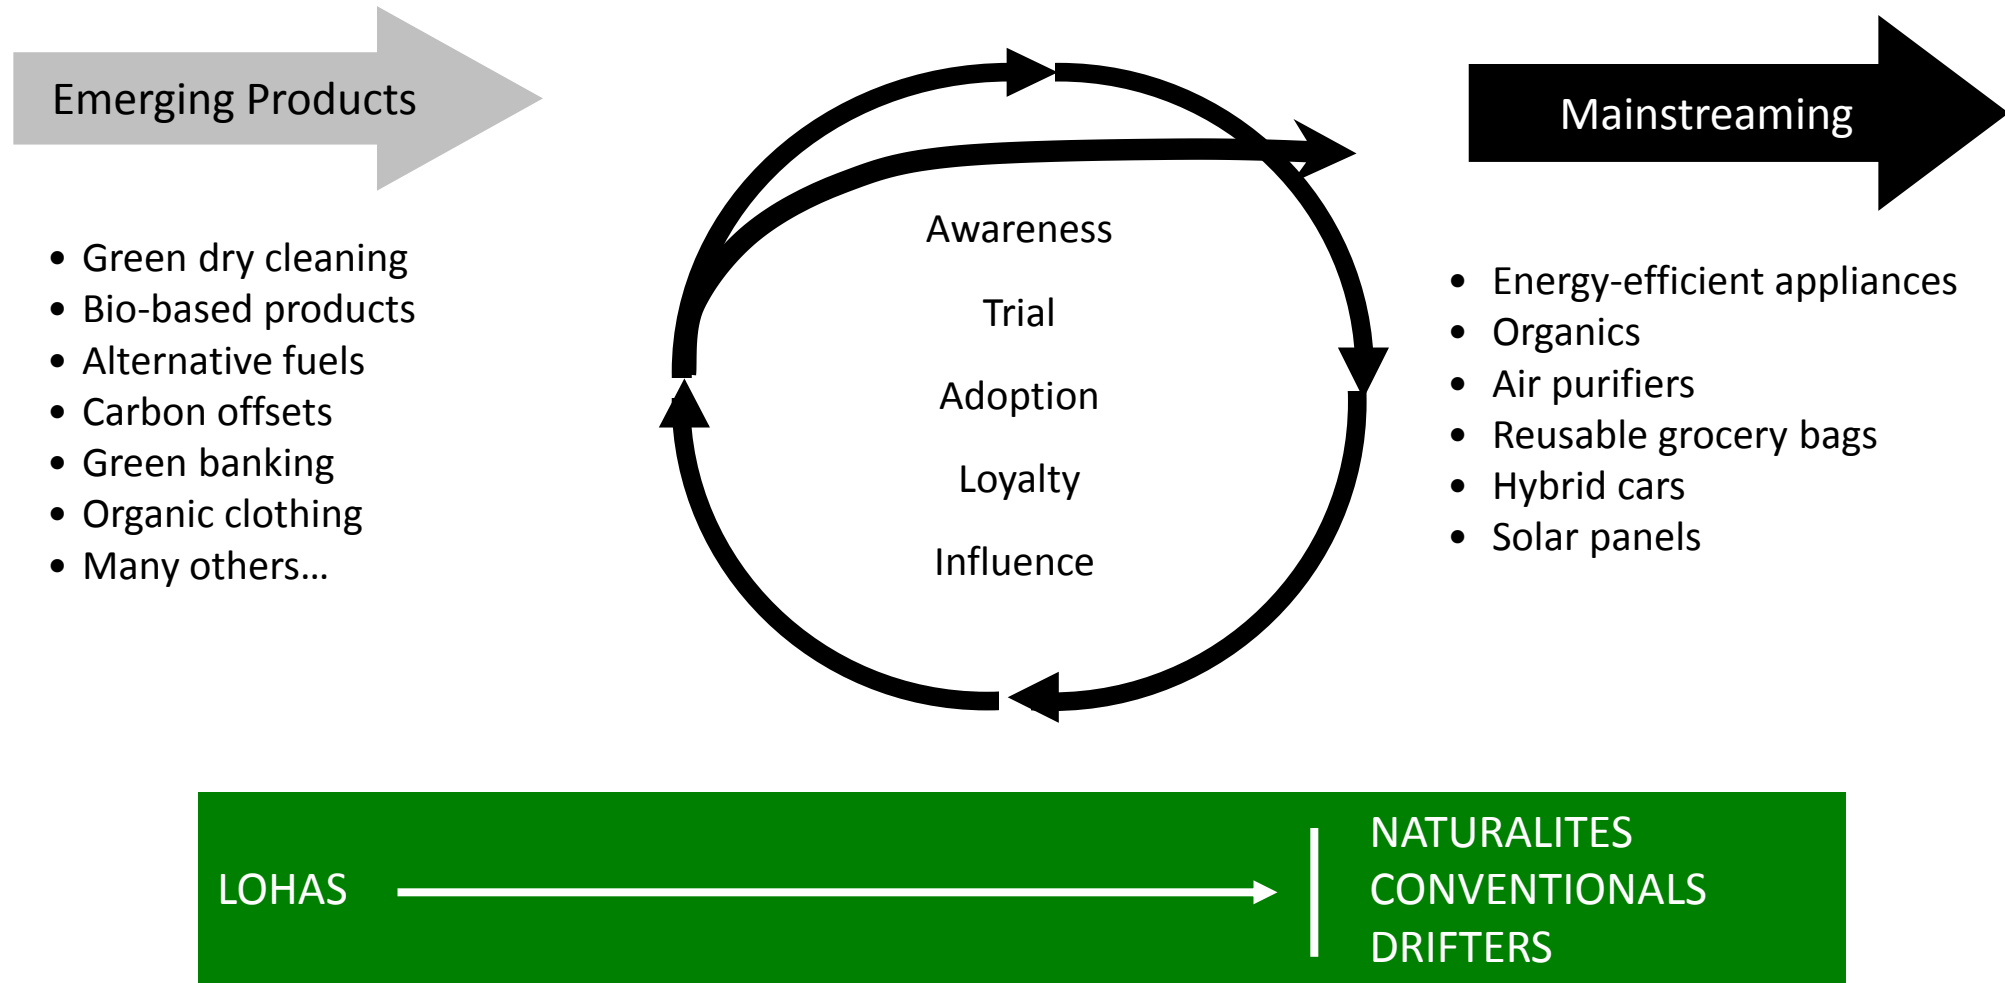 Emerging Products
• Green dry cleaning
• Bio-based products
• Alternative fuels
• Carbon offsets
• Green banking
• Organic clothing
• Many others...
Awareness
Trial
Adoption
Loyalty
Influence
Mainstreaming
• Energy-efficient appliances
• Organics
• Air purifiers
• Reusable grocery bags
• Hybrid cars
• Solar panels
LOHAS
NATURALITES
CONVENTIONALS
DRIFTERS